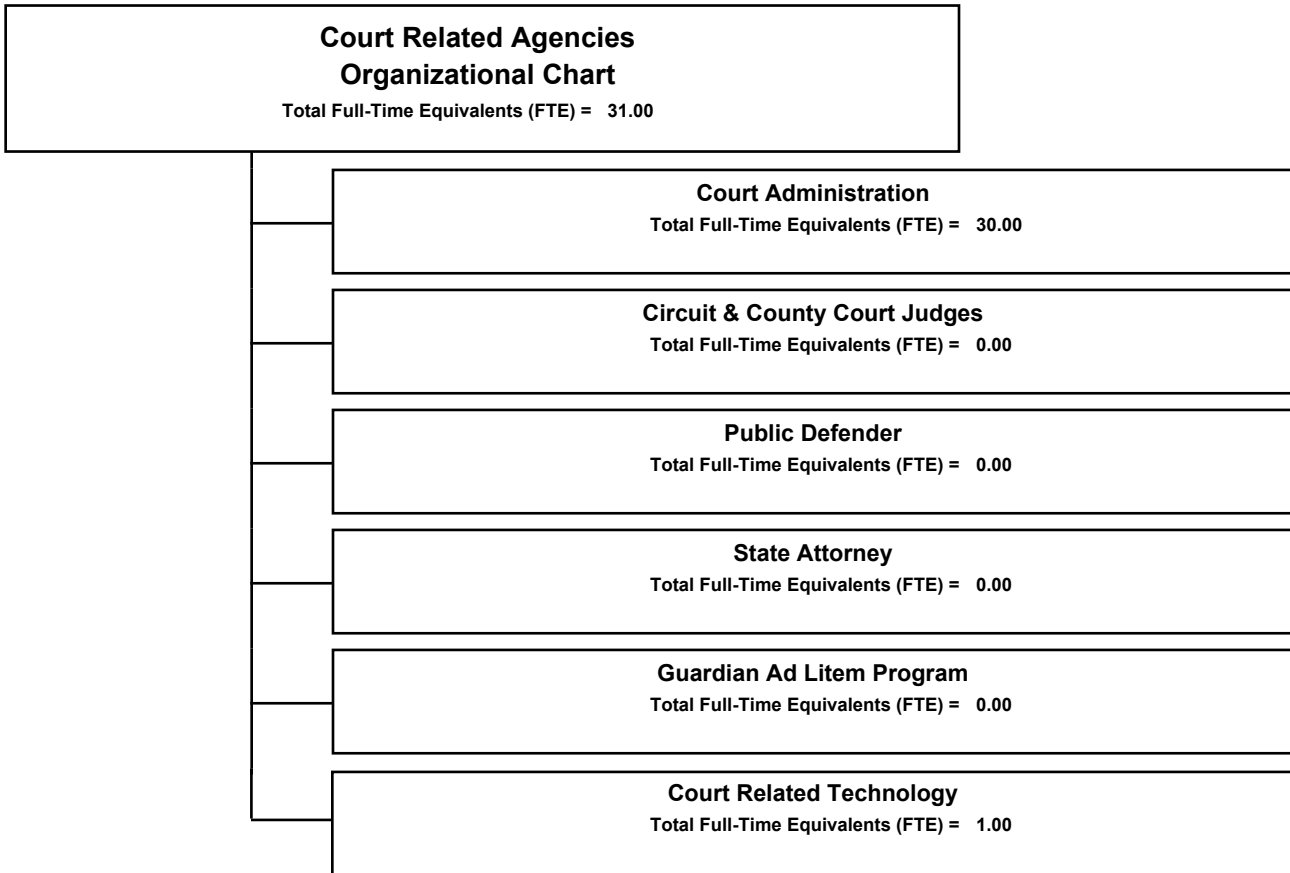 Court Related Agencies
Organizational Chart
Total Full-Time Equivalents (FTE) = 31.00
Court Administration
Total Full-Time Equivalents (FTE) = 30.00
Circuit & County Court Judges
Total Full-Time Equivalents (FTE) = 0.00
Public Defender
Total Full-Time Equivalents (FTE) = 0.00
State Attorney
Total Full-Time Equivalents (FTE) = 0.00
Guardian Ad Litem Program
Total Full-Time Equivalents (FTE) = 0.00
Court Related Technology
Total Full-Time Equivalents (FTE) = 1.00